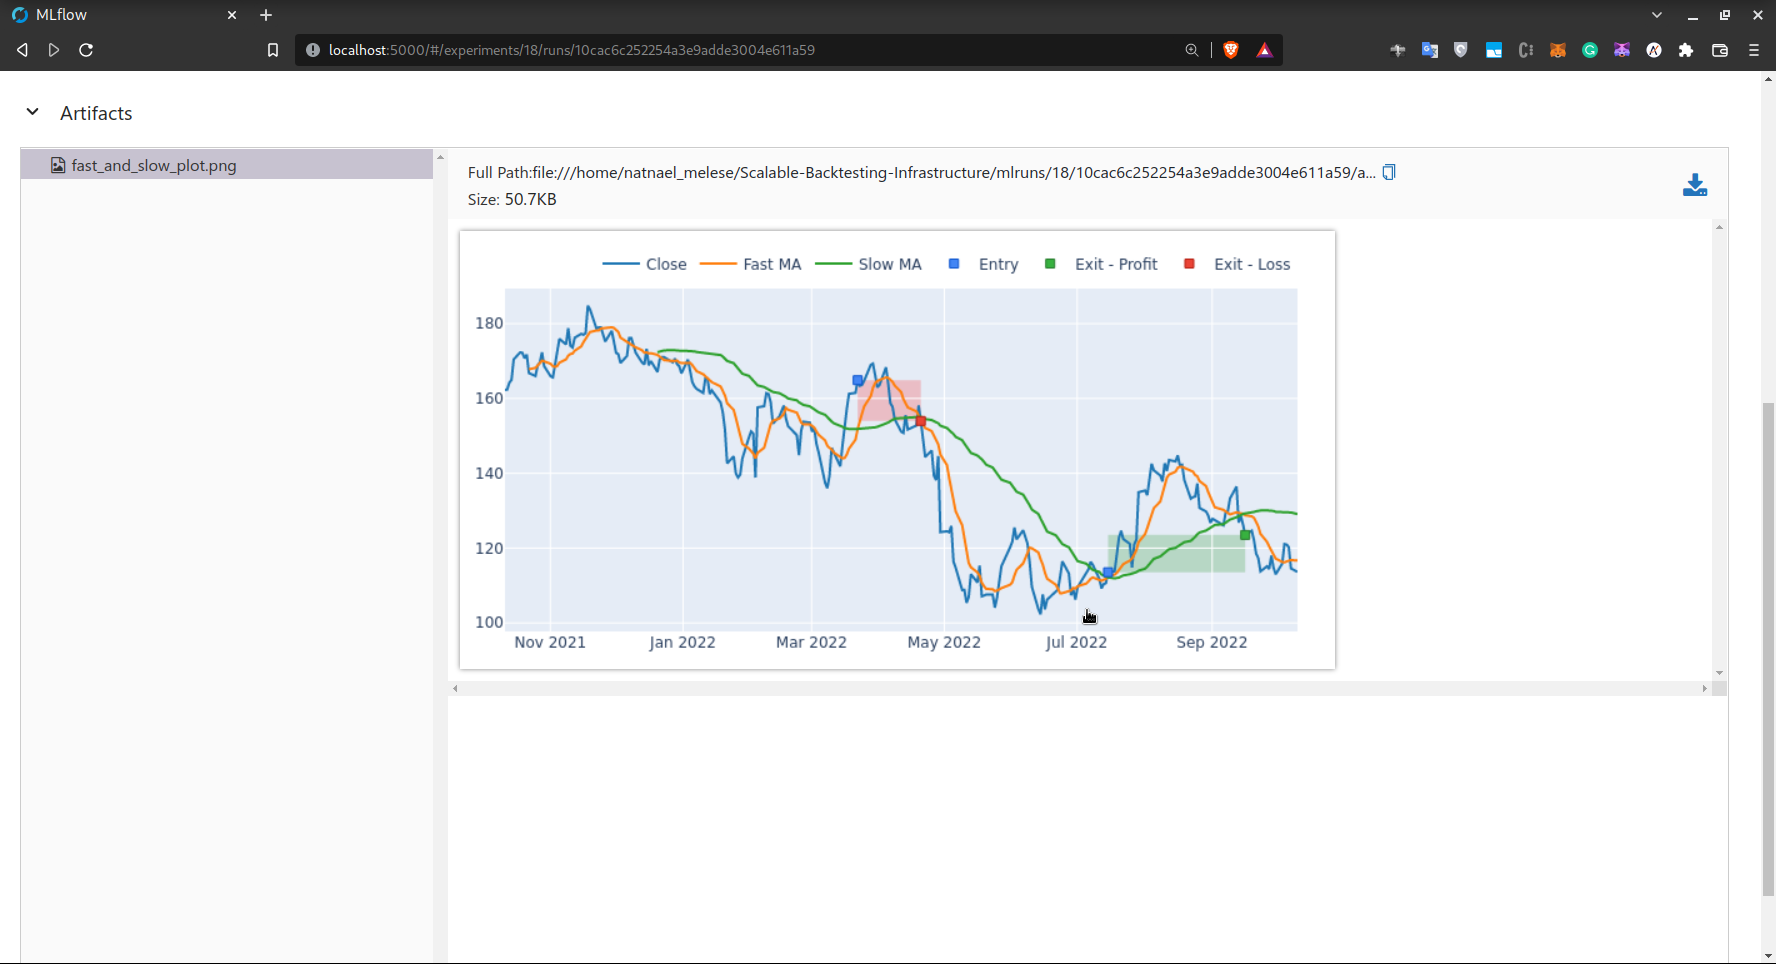 MLflow
localhost:5000/#/experiments/18/runs/10cac6c252254a3e9adde3004e611a59
Artifacts
fast_and_slow_plot.png
Full Path:file:///home/natnael_melese/Scalable-Backtesting-Infrastructure/mlruns/18/10cac6c252254a3e9adde3004e611a59/a...
Size: 50.7KB
Close Fast MA Slow MA Entry Exit - Profit Exit - Loss
180
160
140
120
100
Nov 2021 Jan 2022 Mar 2022 May 2022 Jul 2022 Sep 2022